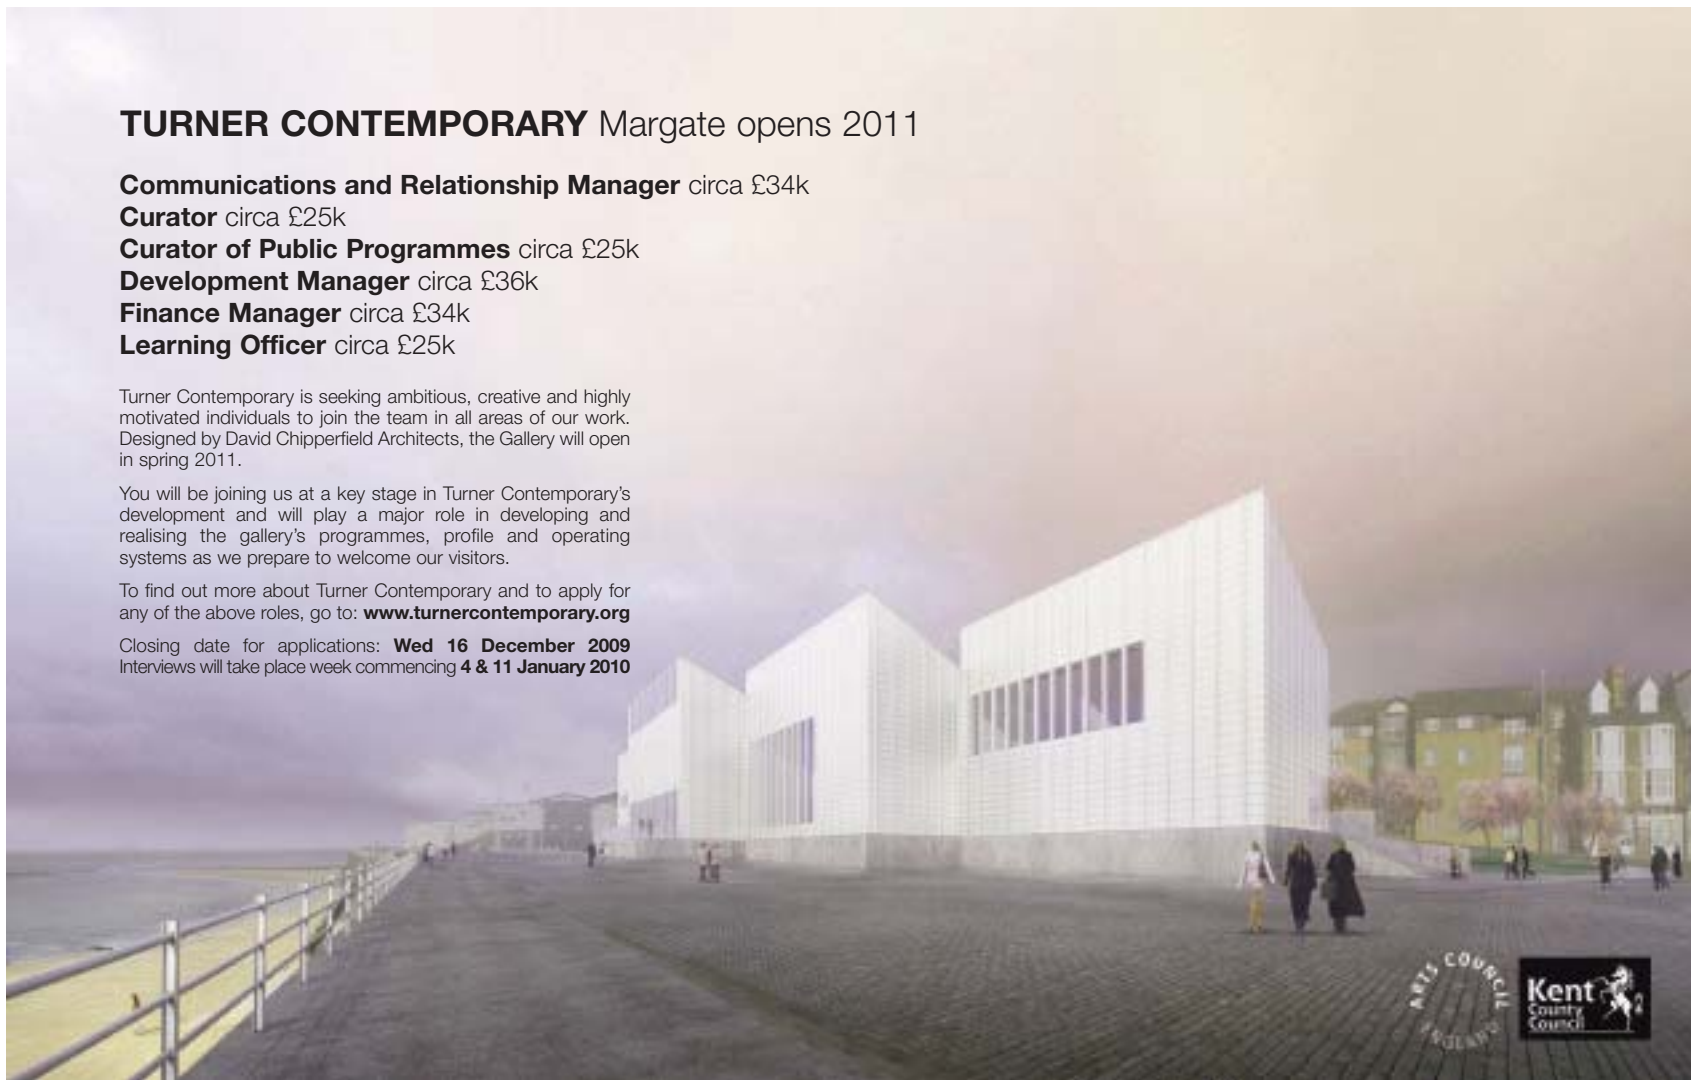 TURNER CONTEMPORARY Margate opens 2011
Communications and Relationship Manager circa £34k
Curator circa £25k
Curator of Public Programmes circa £25k
Development Manager circa £36k
Finance Manager circa £34k
Learning Officer circa £25k
Turner Contemporary is seeking ambitious, creative and highly
motivated individuals to join the team in all areas of our work.
Designed by David Chipperfield Architects, the Gallery will open
in spring 2011.
You will be joining us at a key stage in Turner Contemporary’s
development and will play a major role in developing and
realising the gallery’s programmes, profile and operating
systems as we prepare to welcome our visitors.
To find out more about Turner Contemporary and to apply for
any of the above roles, go to: www.turnercontemporary.org
Closing date for applications: Wed 16 December 2009
Interviews will take place week commencing 4 & 11 January 2010
ARTS COUNCIL
ENGLAND
Kent
County
Council